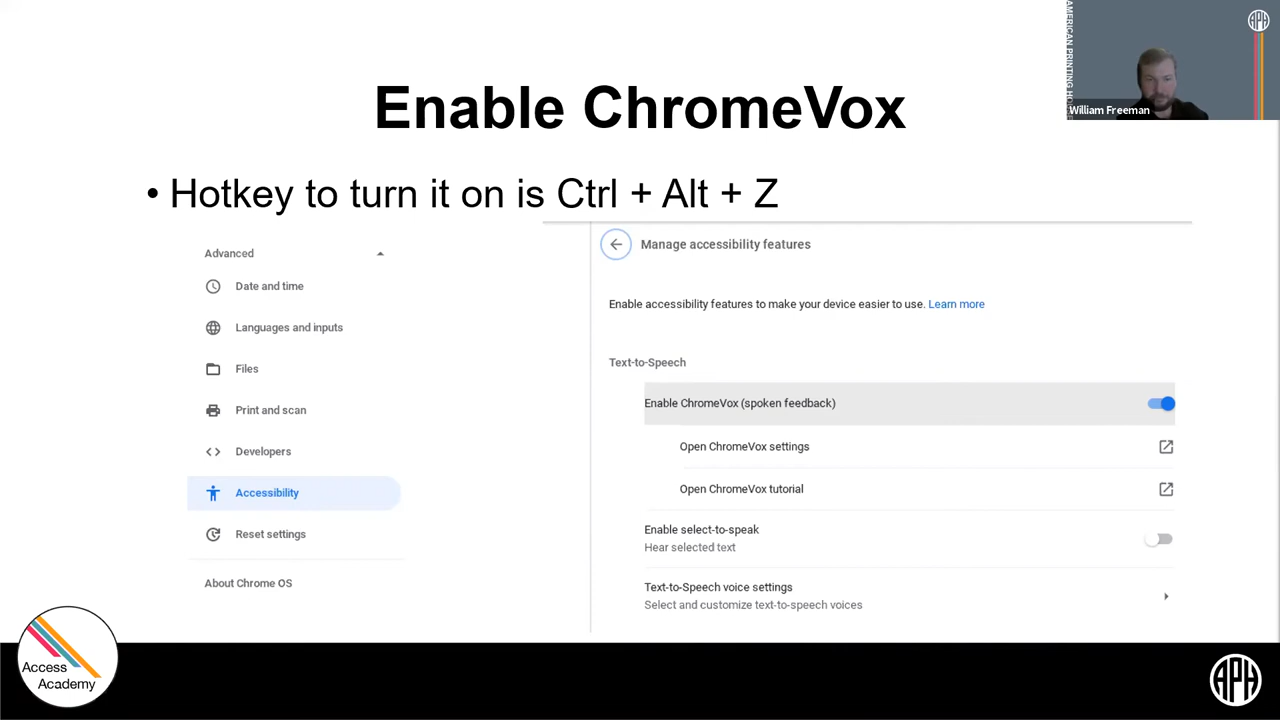 Enable ChromeVox
• Hotkey to turn it on is Ctrl + Alt + Z
AMERICAN PRINTING HO
APH
William Freeman
Advanced
Date and time
Languages and inputs
Files
Print and scan
Developers
Accessibility
Reset settings
About Chrome OS
Manage accessibility features
Enable accessibility features to make your device easier to use. Learn more
Text-to-Speech
Enable ChromeVox (spoken feedback)
Open ChromeVox settings
Open ChromeVox tutorial
Enable select-to-speak
Hear selected text
Text-to-Speech voice settings
Select and customize text-to-speech voices
Access
Academy
APH